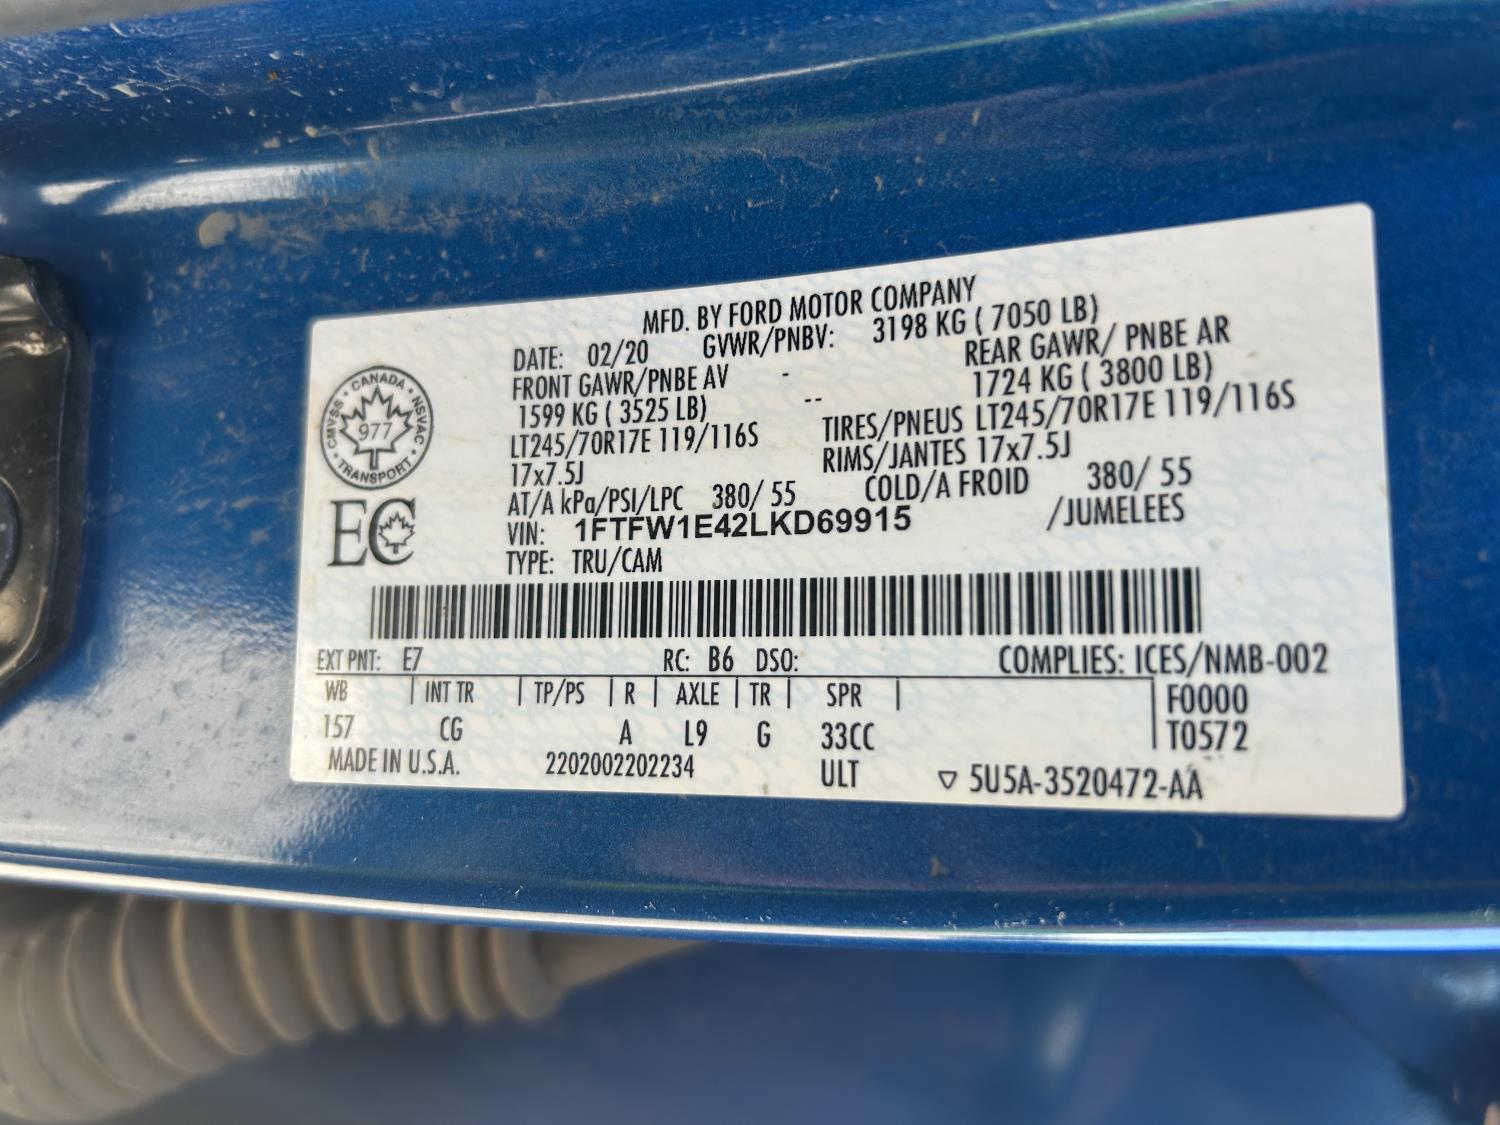 MFD. BY FORD MOTOR COMPANY
DATE: 02/20 GVWR/PNBV: 3198 KG ( 7050 LB)
FRONT GAWR/PNBE AV - REAR GAWR/ PNBE AR
1599 KG ( 3525 LB) -- 1724 KG ( 3800 LB)
LT245/70R17E 119/116S TIRES/PNEUS LT245/70R17E 119/116S
17x7.5J RIMS/JANTES 17x7.5J
AT/A kPa/PSI/LPC 380/ 55 COLD/A FROID 380/ 55
VIN: 1FTFW1E42LKD69915 /JUMELEES
TYPE: TRU/CAM
CANADA
CMVSS NSVAC
977
TRANSPORT
EC
EXT PNT: E7 RC: B6 DSO: COMPLIES: ICES/NMB-002
WB | INT TR | TP/PS | R | AXLE | TR | SPR | F0000
157 CG A L9 G 33CC T0572
MADE IN U.S.A. 2202002202234 ULT ▽ 5U5A-3520472-AA